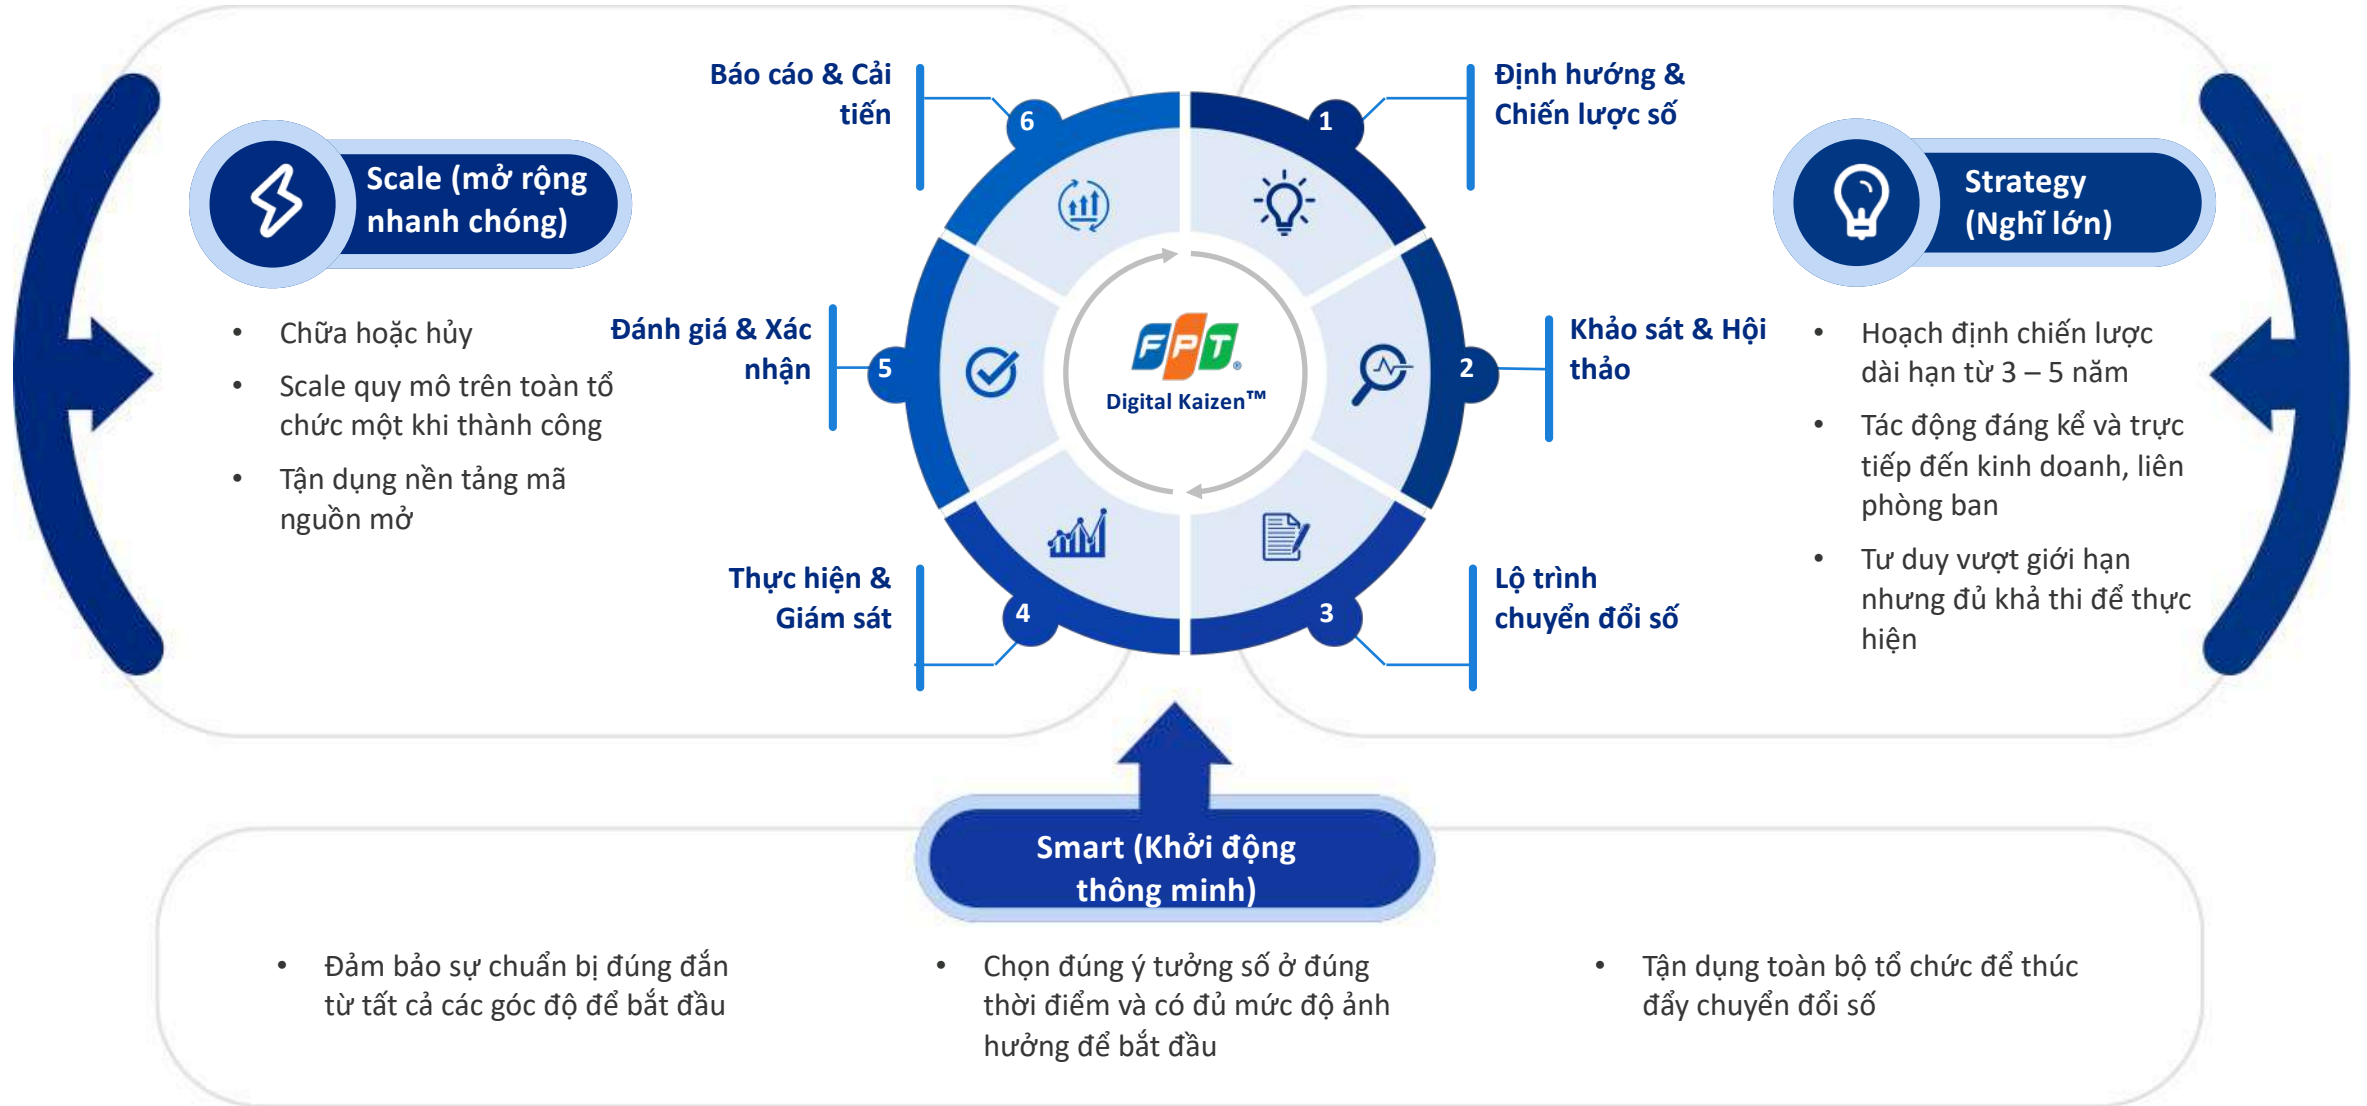 Báo cáo & Cải
tiến
6
1
Định hướng &
Chiến lược số
Scale (mở rộng
nhanh chóng)
Strategy
(Nghĩ lớn)
• Chữa hoặc hủy
• Scale quy mô trên toàn tổ
chức một khi thành công
• Tận dụng nền tảng mã
nguồn mở
Đánh giá & Xác
nhận
5
FPT®
Digital Kaizen™
2
Khảo sát & Hội
thảo
• Hoạch định chiến lược
dài hạn từ 3 – 5 năm
• Tác động đáng kể và trực
tiếp đến kinh doanh, liên
phòng ban
• Tư duy vượt giới hạn
nhưng đủ khả thi để thực
hiện
Thực hiện &
Giám sát
4
3
Lộ trình
chuyển đổi số
Smart (Khởi động
thông minh)
• Đảm bảo sự chuẩn bị đúng đắn
từ tất cả các góc độ để bắt đầu
• Chọn đúng ý tưởng số ở đúng
thời điểm và có đủ mức độ ảnh
hưởng để bắt đầu
• Tận dụng toàn bộ tổ chức để thúc
đẩy chuyển đổi số